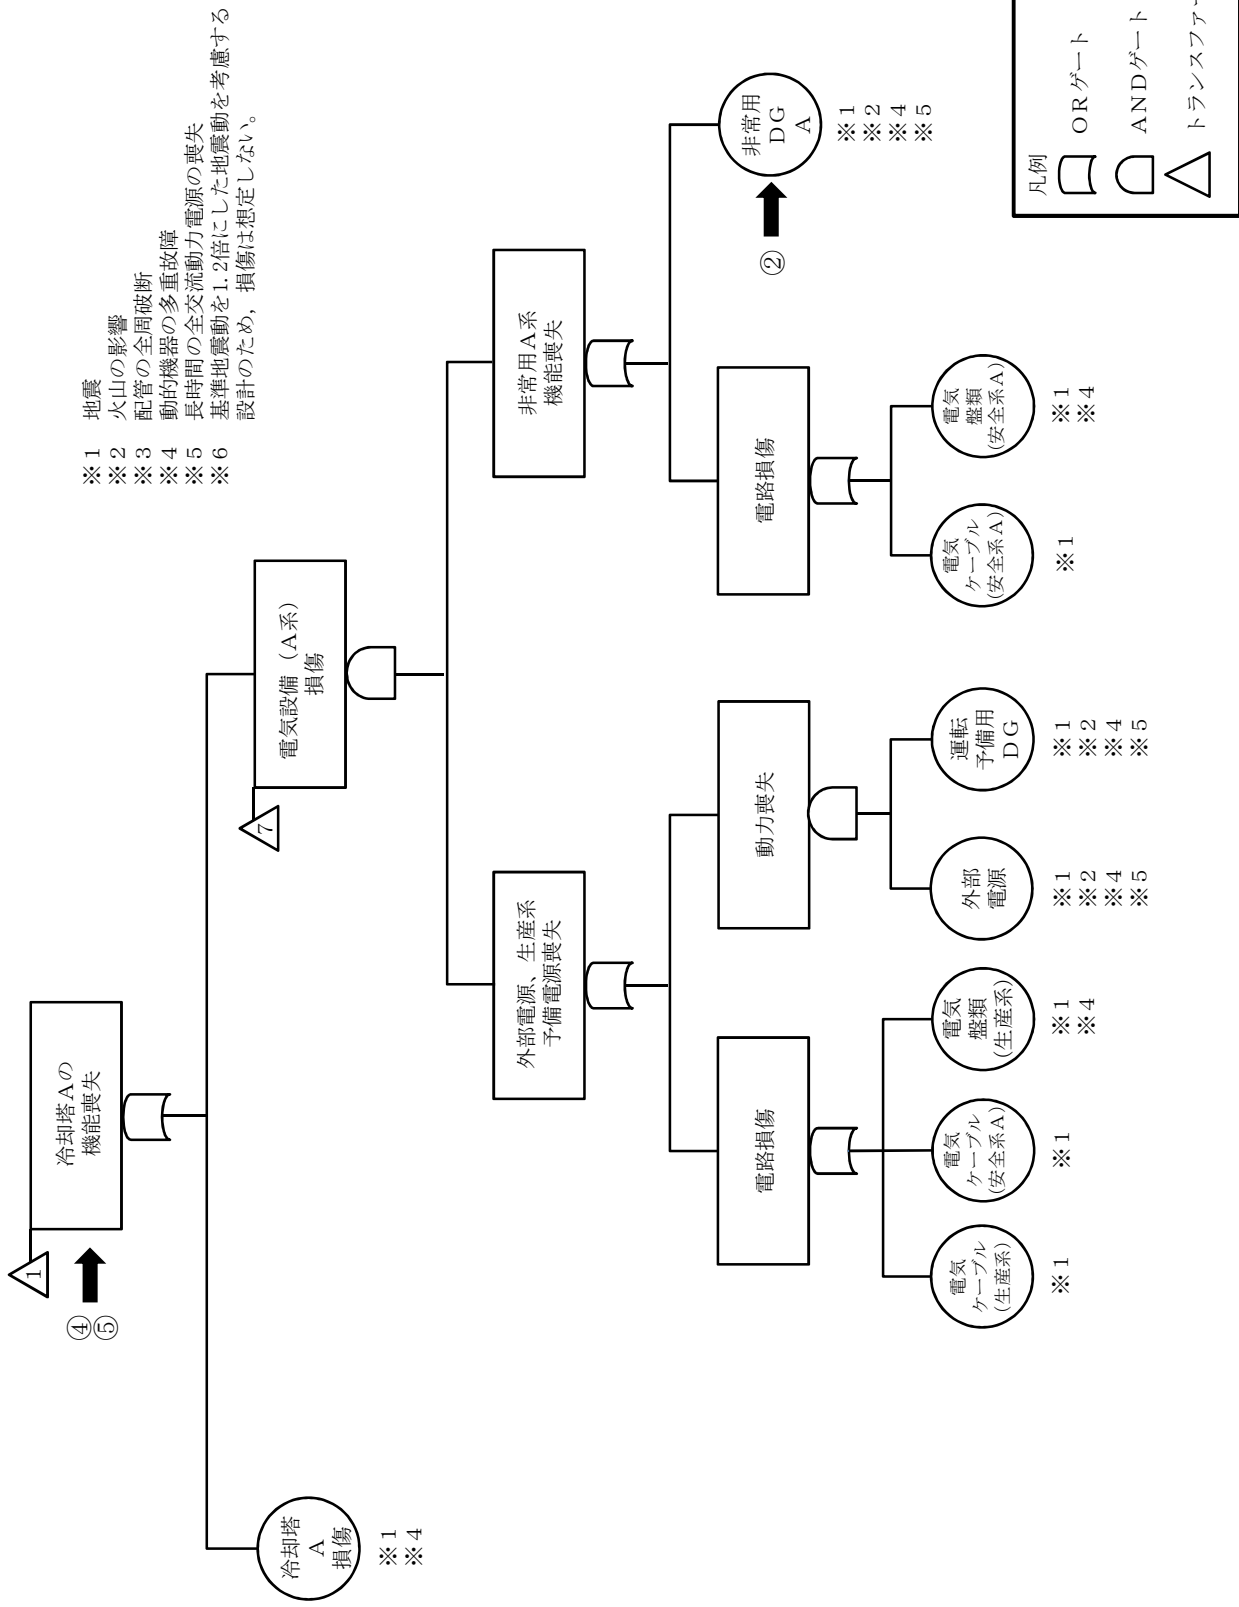 ※1 地震
※2 火山の影響
※3 配管の全周破断
※4 動的機器の多重故障
※5 長時間の全交流動力電源の喪失
※6 基準地震動を1.2倍にした地震動を考慮する
設計のため，損傷は想定しない。
1
④
⑤
冷却塔Aの
機能喪失
冷却塔
A
損傷
※1
※4
7
電気設備（A系）
損傷
外部電源、生産系
予備電源喪失
非常用A系
機能喪失
電路損傷
動力喪失
電路損傷
②
非常用
DG
A
※1
※2
※4
※5
電気
ケーブル
(生産系)
※1
電気
ケーブル
(安全系A)
※1
電気
盤類
(生産系)
※1
※4
外部
電源
※1
※2
※4
※5
運転
予備用
DG
※1
※2
※4
※5
電気
ケーブル
(安全系A)
※1
電気
盤類
(安全系A)
※1
※4
凡例
ORゲート
ANDゲート
トランスファー